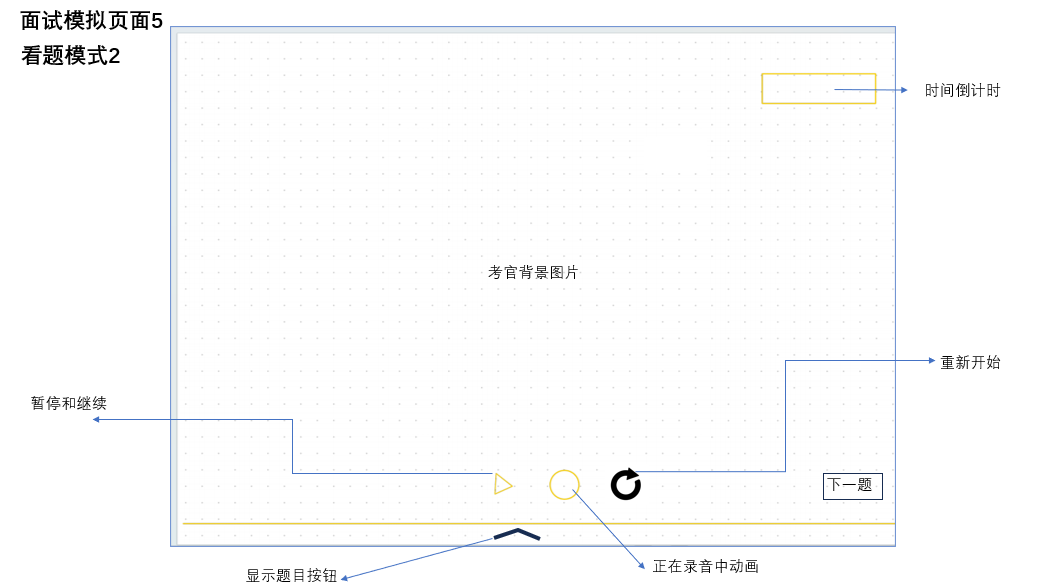 面试模拟页面5
看题模式2
时间倒计时
考官背景图片
重新开始
暂停和继续
下一题
正在录音中动画
显示题目按钮